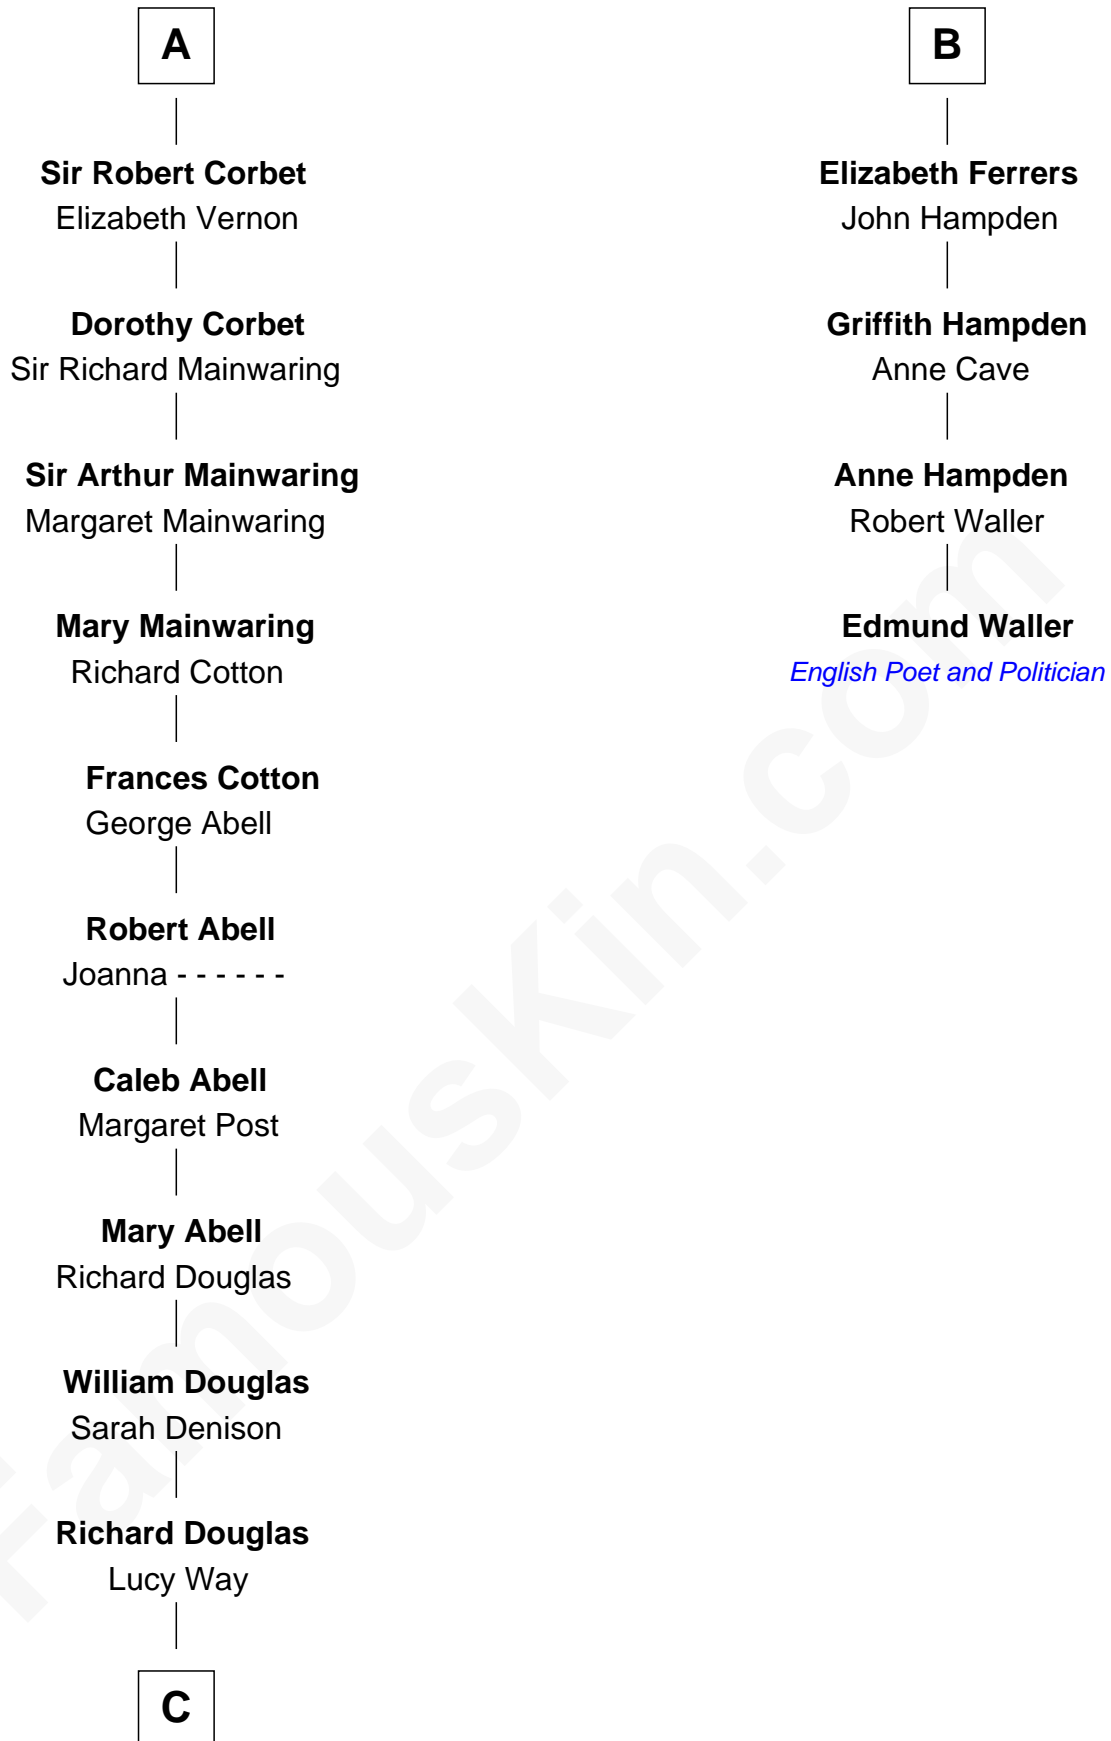 A
Sir Robert Corbet
Elizabeth Vernon
Dorothy Corbet
Sir Richard Mainwaring
Sir Arthur Mainwaring
Margaret Mainwaring
Mary Mainwaring
Richard Cotton
Frances Cotton
George Abell
Robert Abell
Joanna - - - - - -
Caleb Abell
Margaret Post
Mary Abell
Richard Douglas
William Douglas
Sarah Denison
Richard Douglas
Lucy Way
C
B
Elizabeth Ferrers
John Hampden
Griffith Hampden
Anne Cave
Anne Hampden
Robert Waller
Edmund Waller
English Poet and Politician
FamousKin.com